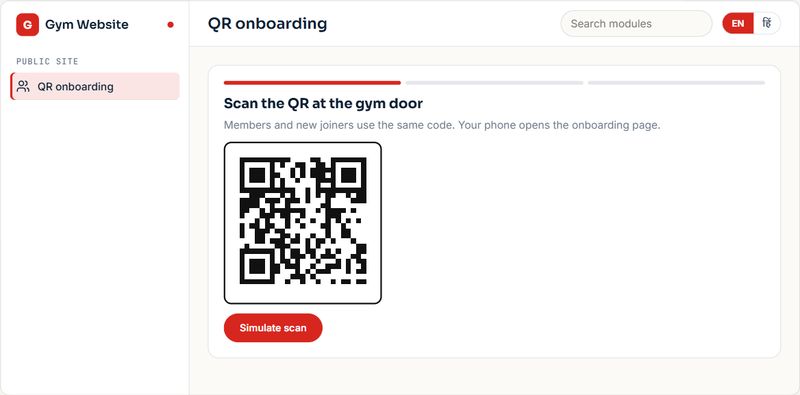 G Gym Website
PUBLIC SITE
QR onboarding
QR onboarding
Search modules
EN
हिं
Scan the QR at the gym door
Members and new joiners use the same code. Your phone opens the onboarding page.
Simulate scan